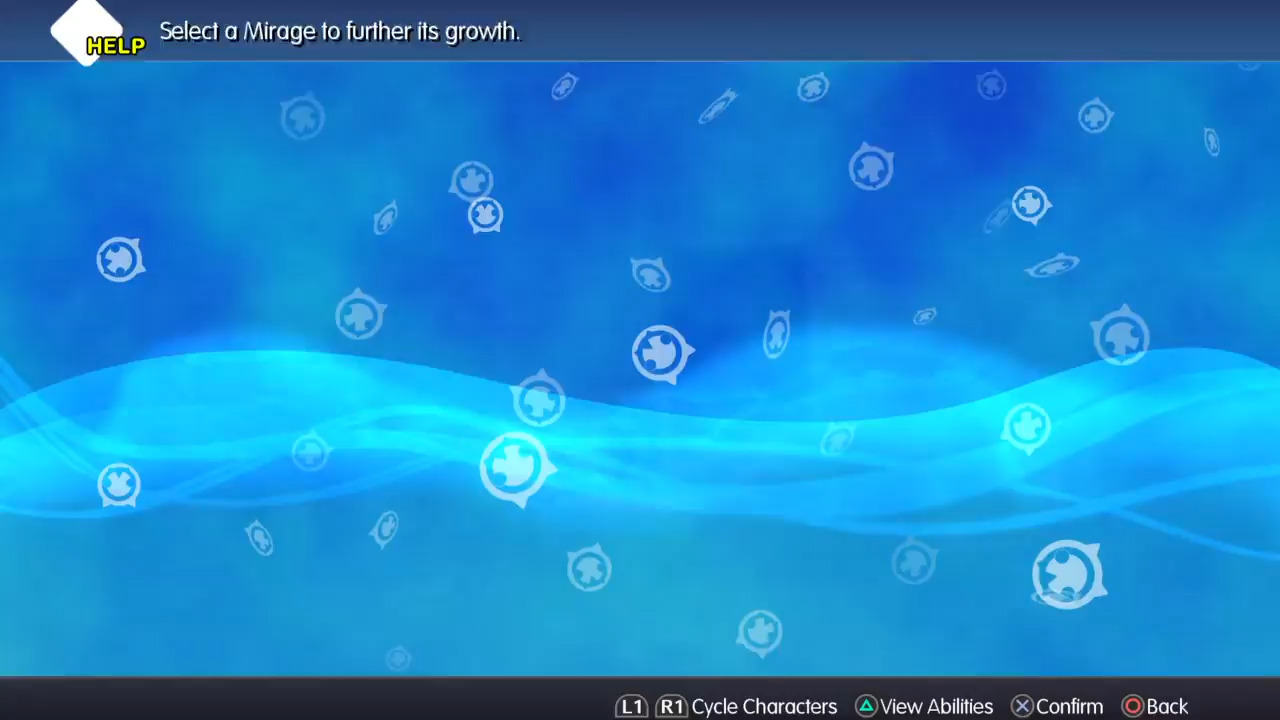 HELP Select a Mirage to further its growth.
L1 R1 Cycle Characters View Abilities Confirm Back